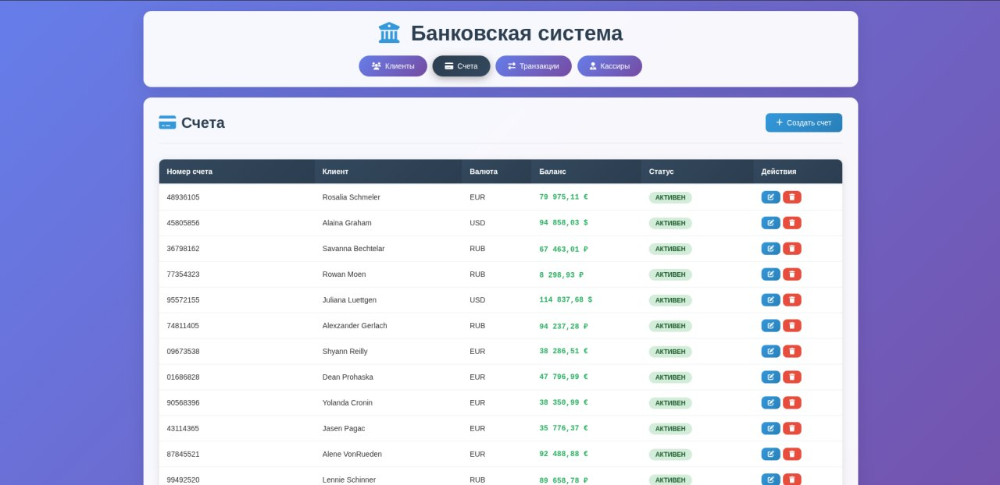 Банковская система
Клиенты Счета Транзакции Кассиры
Счета
Создать счет
Номер счета Клиент Валюта Баланс Статус Действия
48936105 Rosalia Schmeler EUR 79 975,11 € АКТИВЕН
45805856 Alaina Graham USD 94 858,03 $ АКТИВЕН
36798162 Savanna Bechtelar RUB 67 463,01 ₽ АКТИВЕН
77354323 Rowan Moen RUB 8 298,93 ₽ АКТИВЕН
95572155 Juliana Luettgen USD 114 837,68 $ АКТИВЕН
74811405 Alexzander Gerlach RUB 94 237,28 ₽ АКТИВЕН
09673538 Shyann Reilly EUR 38 286,51 € АКТИВЕН
01686828 Dean Prohaska EUR 47 796,99 € АКТИВЕН
90568396 Yolanda Cronin EUR 38 350,99 € АКТИВЕН
43114365 Jasen Pagac EUR 35 776,37 € АКТИВЕН
87845521 Alene VonRueden EUR 92 488,88 € АКТИВЕН
99492520 Lennie Schinner RUB 89 658,78 ₽ АКТИВЕН